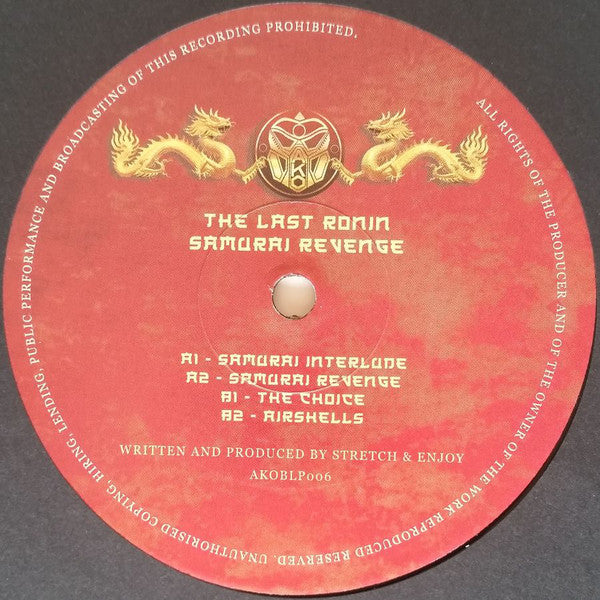 ALL RIGHTS OF THE PRODUCER AND OF THE OWNER OF THE WORK REPRODUCED RESERVED. UNAUTHORISED COPYING, HIRING, LENDING, PUBLIC PERFORMANCE AND BROADCASTING OF THIS RECORDING PROHIBITED.
THE LAST RONIN
SAMURAI REVENGE
A1 - SAMURAI INTERLUDE
A2 - SAMURAI REVENGE
B1 - THE CHOICE
B2 - AIRSHELLS
WRITTEN AND PRODUCED BY STRETCH & ENJOY
AKOBLP006